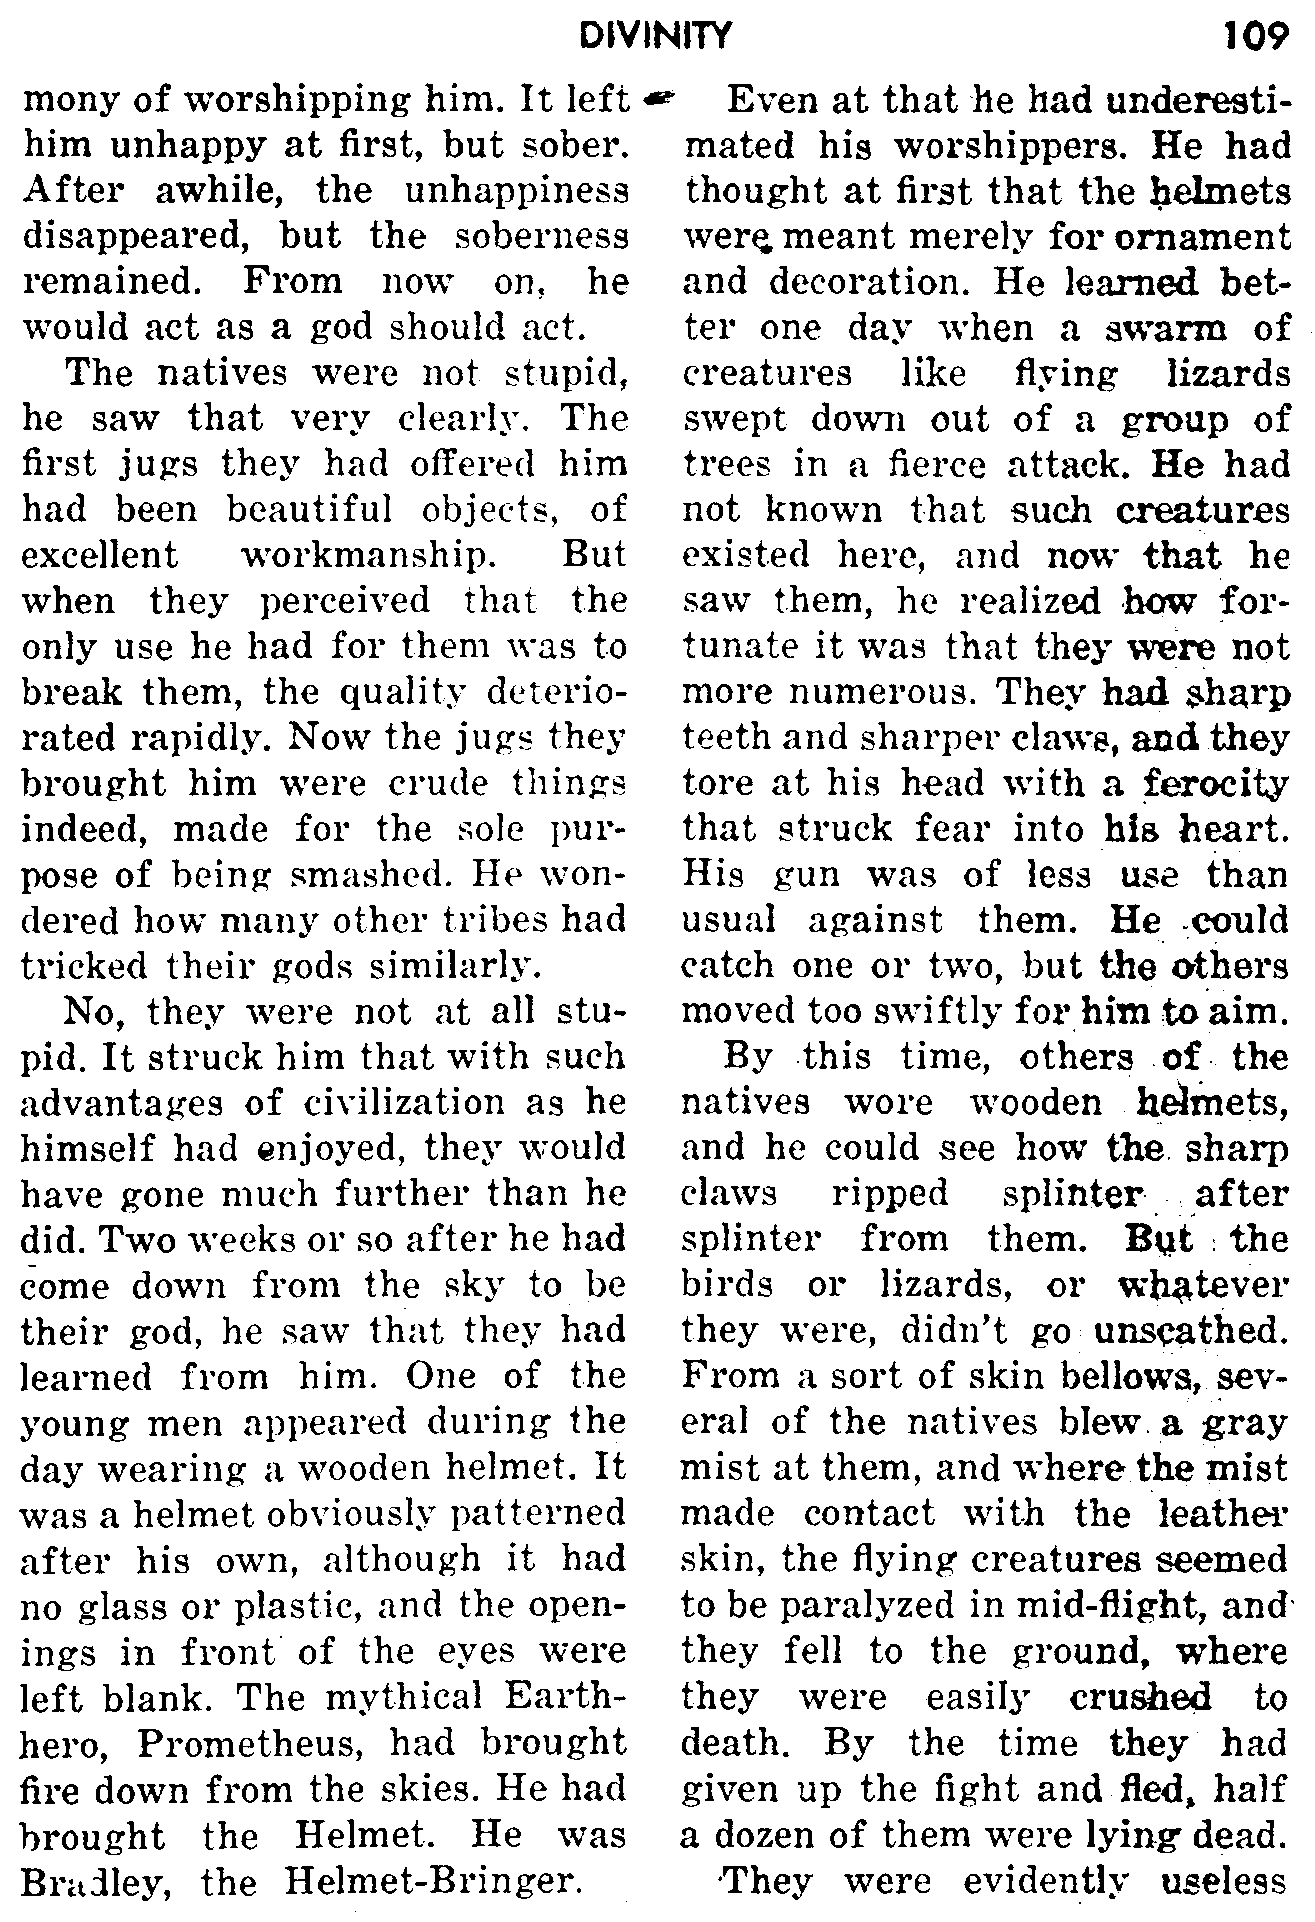 DIVINITY 109
mony of worshipping him. It left
him unhappy at first, but sober.
After awhile, the unhappiness
disappeared, but the soberness
remained. From now on, he
would act as a god should act.
The natives were not stupid,
he saw that very clearly. The
first jugs they had offered him
had been beautiful objects, of
excellent workmanship. But
when they perceived that the
only use he had for them was to
break them, the quality deterio-
rated rapidly. Now the jugs they
brought him were crude things
indeed, made for the sole pur-
pose of being smashed. He won-
dered how many other tribes had
tricked their gods similarly.
No, they were not at all stu-
pid. It struck him that with such
advantages of civilization as he
himself had enjoyed, they would
have gone much further than he
did. Two weeks or so after he had
come down from the sky to be
their god, he saw that they had
learned from him. One of the
young men appeared during the
day wearing a wooden helmet. It
was a helmet obviously patterned
after his own, although it had
no glass or plastic, and the open-
ings in front of the eyes were
left blank. The mythical Earth-
hero, Prometheus, had brought
fire down from the skies. He had
brought the Helmet. He was
Bradley, the Helmet-Bringer.
Even at that he had underesti-
mated his worshippers. He had
thought at first that the helmets
were meant merely for ornament
and decoration. He learned bet-
ter one day when a swarm of
creatures like flying lizards
swept down out of a group of
trees in a fierce attack. He had
not known that such creatures
existed here, and now that he
saw them, he realized how for-
tunate it was that they were not
more numerous. They had sharp
teeth and sharper claws, and they
tore at his head with a ferocity
that struck fear into his heart.
His gun was of less use than
usual against them. He could
catch one or two, but the others
moved too swiftly for him to aim.
By this time, others of the
natives wore wooden helmets,
and he could see how the sharp
claws ripped splinter after
splinter from them. But the
birds or lizards, or whatever
they were, didn't go unscathed.
From a sort of skin bellows, sev-
eral of the natives blew a gray
mist at them, and where the mist
made contact with the leather
skin, the flying creatures seemed
to be paralyzed in mid-flight, and
they fell to the ground, where
they were easily crushed to
death. By the time they had
given up the fight and fled, half
a dozen of them were lying dead.
They were evidently useless